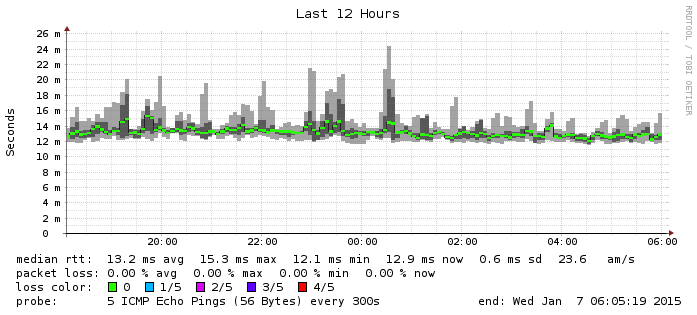 Last 12 Hours
RRDTOOL / TOBI OETIKER
Seconds
26 m
24 m
22 m
20 m
18 m
16 m
14 m
12 m
10 m
8 m
6 m
4 m
2 m
0
20:00 22:00 00:00 02:00 04:00 06:00
median rtt: 13.2 ms avg 15.3 ms max 12.1 ms min 12.9 ms now 0.6 ms sd 23.6 am/s
packet loss: 0.00 % avg 0.00 % max 0.00 % min 0.00 % now
loss color: 0 1/5 2/5 3/5 4/5
probe: 5 ICMP Echo Pings (56 Bytes) every 300s end: Wed Jan 7 06:05:19 2015